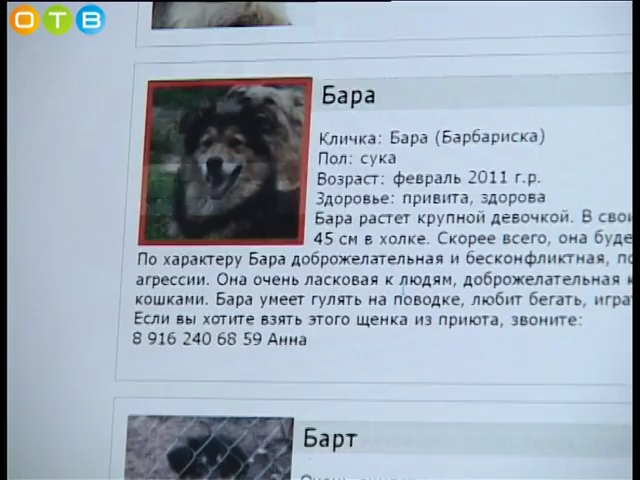 ОТВ
Бара
Кличка: Бара (Барбариска)
Пол: сука
Возраст: февраль 2011 г.р.
Здоровье: привита, здорова
Бара растет крупной девочкой. В
45 см в холке. Скорее всего, она
По характеру Бара доброжелательная и бесконфликтная,
агрессии. Она очень ласковая к людям, доброжелательная
кошками. Бара умеет гулять на поводке, любит бегать,
Если вы хотите взять этого щенка из приюта, звоните:
8 916 240 68 59 Анна
Барт